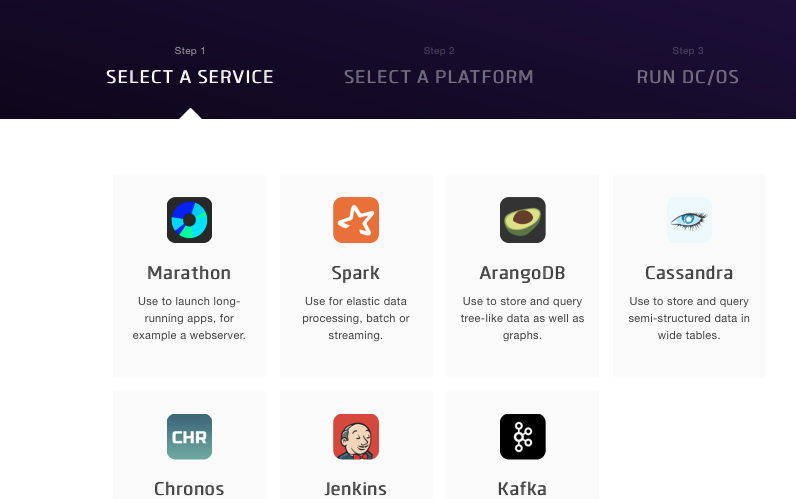 Step 1
Step 2
Step 3
SELECT A SERVICE
SELECT A PLATFORM
RUN DC/OS
Marathon
Use to launch long-
running apps, for
example a webserver.
Spark
Use for elastic data
processing, batch or
streaming.
ArangoDB
Use to store and query
tree-like data as well as
graphs.
Cassandra
Use to store and query
semi-structured data in
wide tables.
CHR
Chronos
Jenkins
Kafka